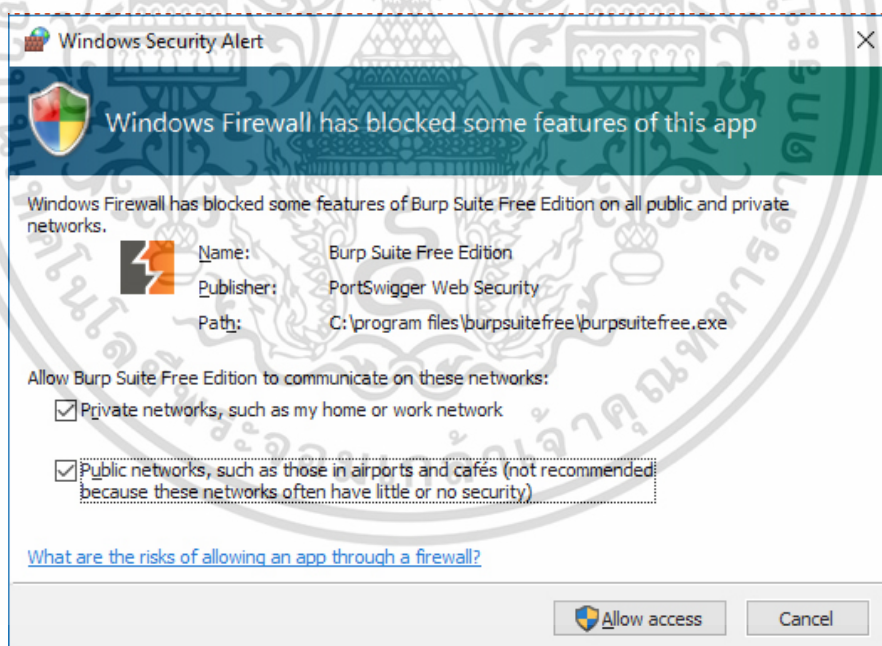 Windows Security Alert
Windows Firewall has blocked some features of this app
Windows Firewall has blocked some features of Burp Suite Free Edition on all public and private
networks.
Name: Burp Suite Free Edition
Publisher: PortSwigger Web Security
Path: C:\program files\burpsuitefree\burpsuitefree.exe
Allow Burp Suite Free Edition to communicate on these networks:
Private networks, such as my home or work network
Public networks, such as those in airports and cafés (not recommended
because these networks often have little or no security)
What are the risks of allowing an app through a firewall?
Allow access Cancel